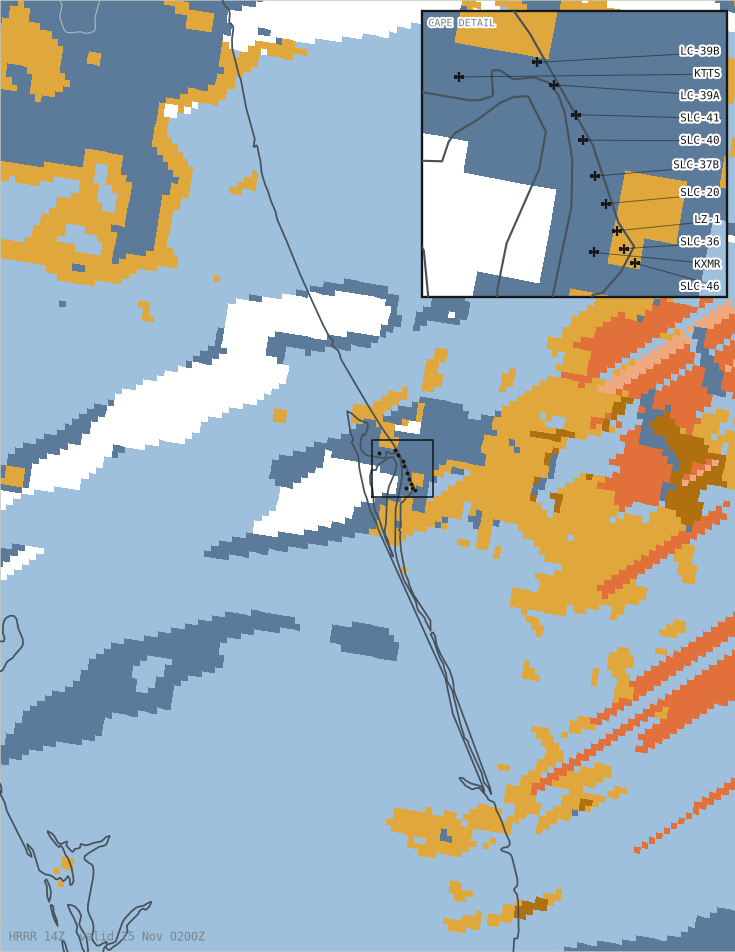 CAPE DETAIL
LC-39B
KTTS
LC-39A
SLC-41
SLC-40
SLC-37B
SLC-20
LZ-1
SLC-36
KXMR
SLC-46
HRRR 14Z valid 25 Nov 0200Z